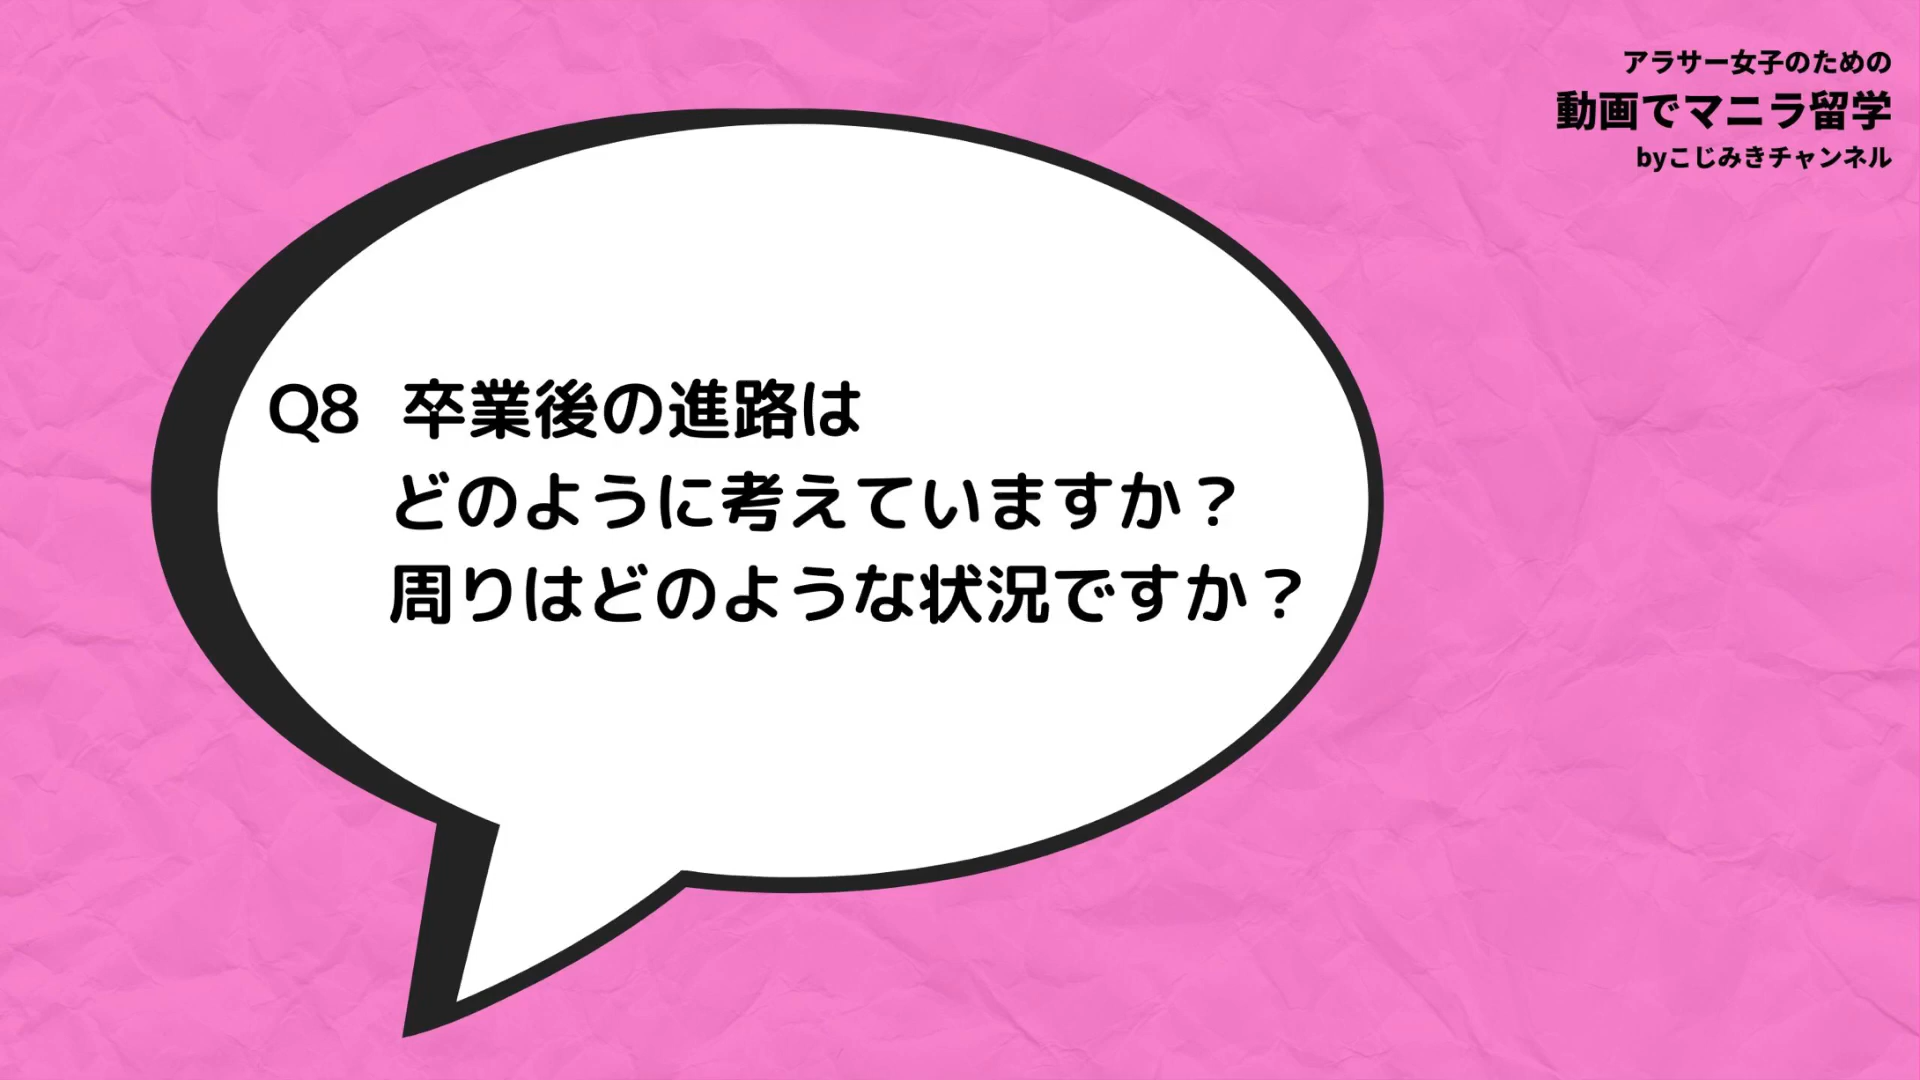 アラサー女子のための
動画でマニラ留学
byこじみきチャンネル
Q8 卒業後の進路は
どのように考えていますか？
周りはどのような状況ですか？